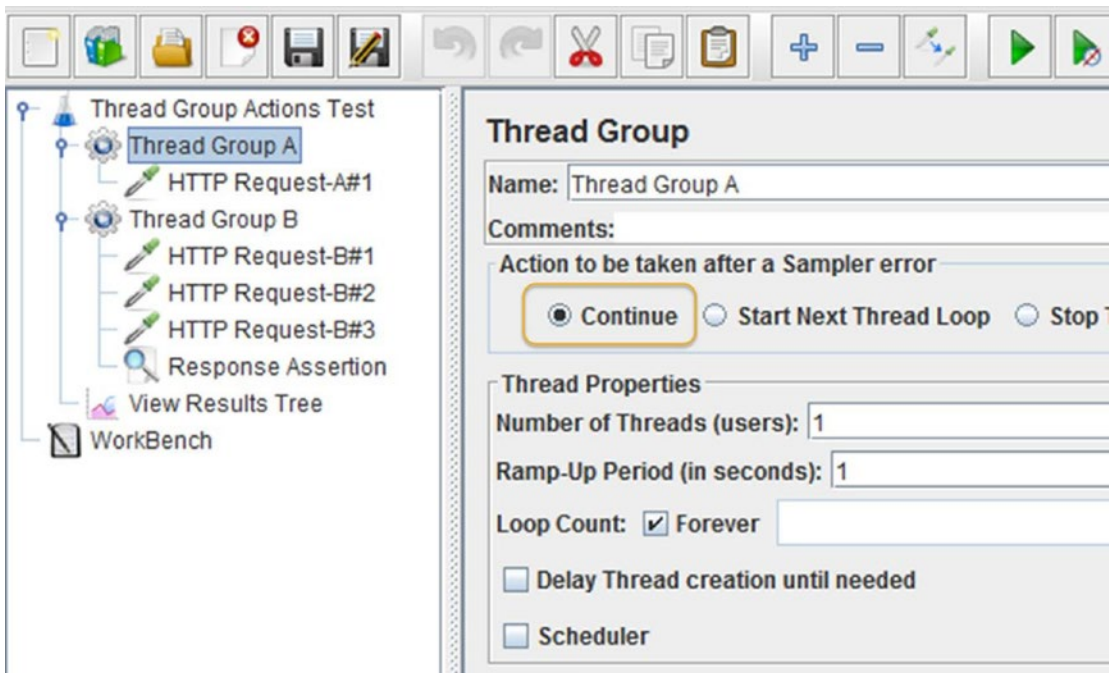 Thread Group Actions Test
Thread Group A
HTTP Request-A#1
Thread Group B
HTTP Request-B#1
HTTP Request-B#2
HTTP Request-B#3
Response Assertion
View Results Tree
WorkBench
Thread Group
Name: Thread Group A
Comments:
Action to be taken after a Sampler error
Continue Start Next Thread Loop Stop
Thread Properties
Number of Threads (users): 1
Ramp-Up Period (in seconds): 1
Loop Count: Forever
Delay Thread creation until needed
Scheduler